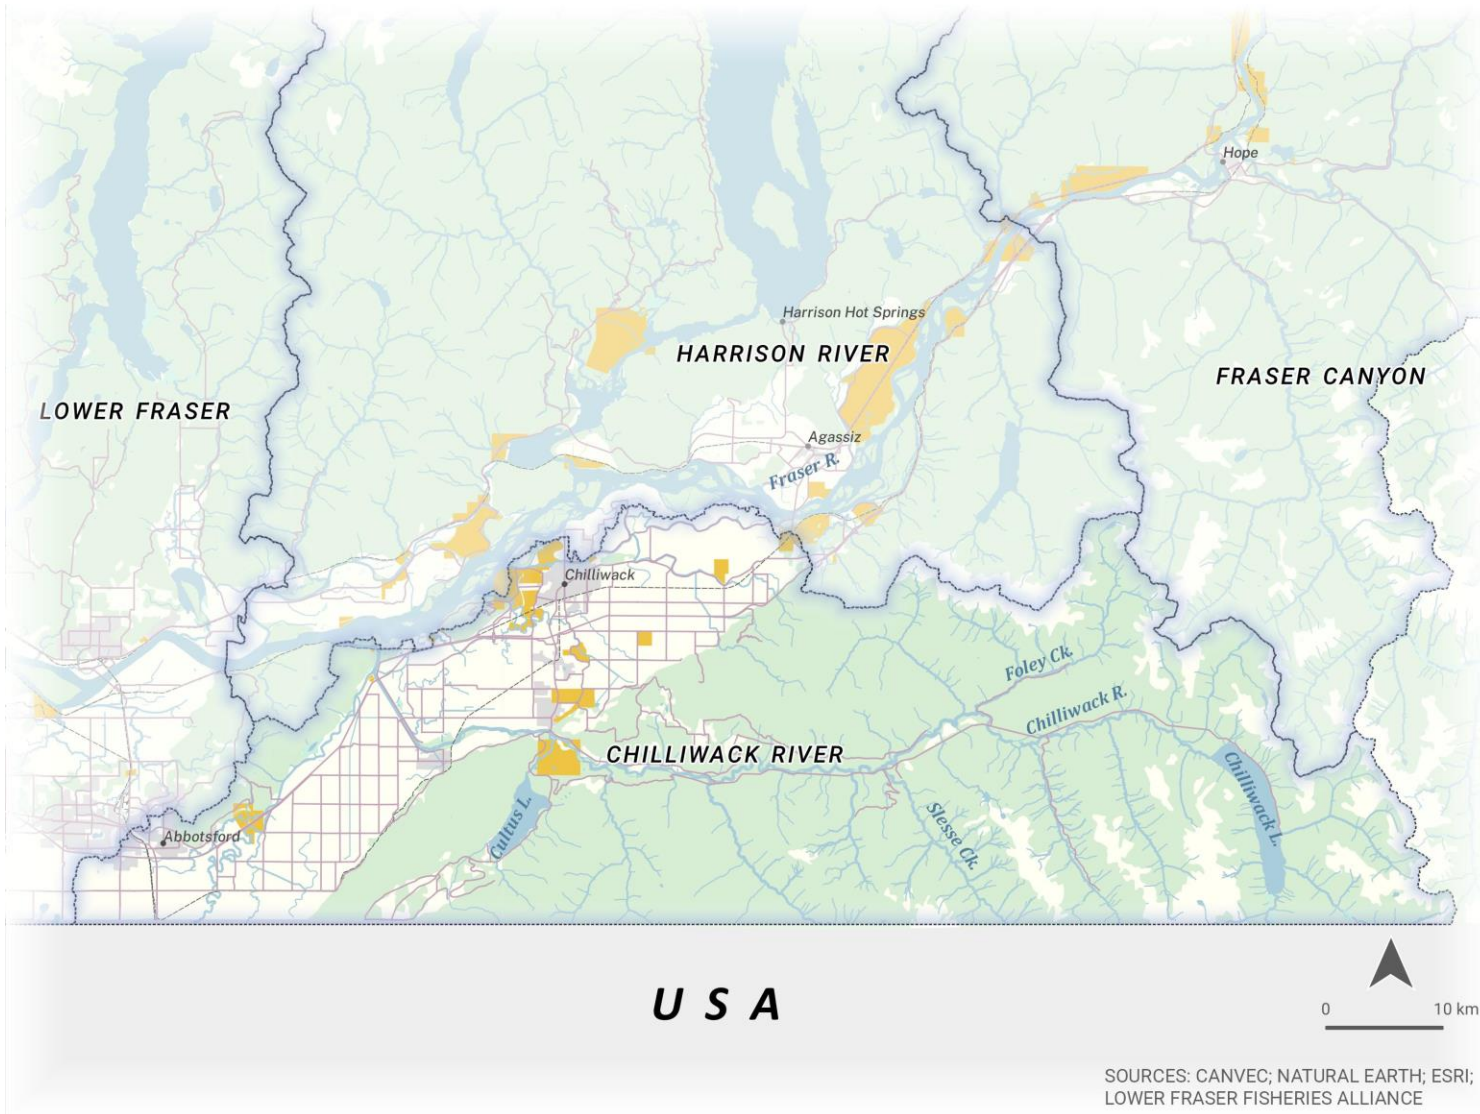 Hope
Harrison Hot Springs
HARRISON RIVER
FRASER CANYON
LOWER FRASER
Agassiz
Fraser R.
Chilliwack
Foley Ck.
Chilliwack R.
CHILLIWACK RIVER
Chilliwack L.
Cultus L.
Slesse Ck.
Abbotsford
USA
0 10 km
SOURCES: CANVEC; NATURAL EARTH; ESRI;
LOWER FRASER FISHERIES ALLIANCE